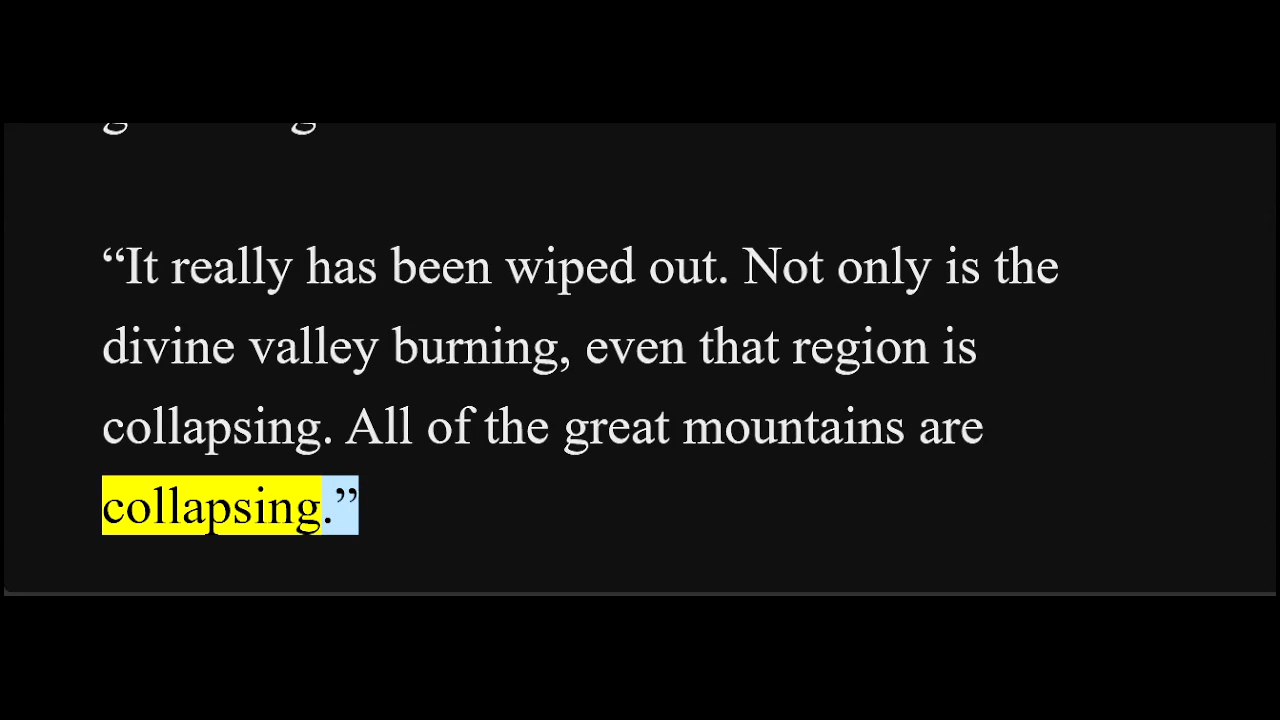 “It really has been wiped out. Not only is the
divine valley burning, even that region is
collapsing. All of the great mountains are
collapsing.”